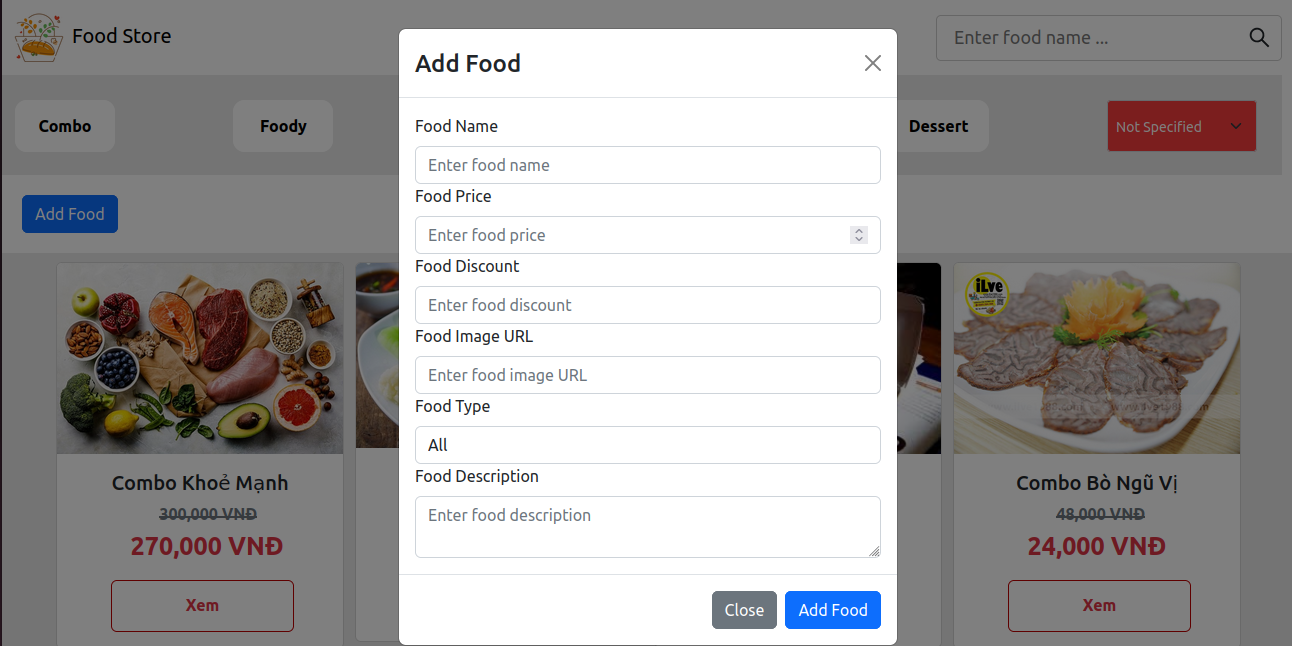 Food Store
Enter food name ...
Combo
Foody
Dessert
Not Specified
Add Food
Add Food
Food Name
Enter food name
Food Price
Enter food price
Food Discount
Enter food discount
Food Image URL
Enter food image URL
Food Type
All
Food Description
Enter food description
Close
Add Food
Combo Khoẻ Mạnh
300,000 VNĐ
270,000 VNĐ
Xem
iLve
Combo Bò Ngũ Vị
48,000 VNĐ
24,000 VNĐ
Xem